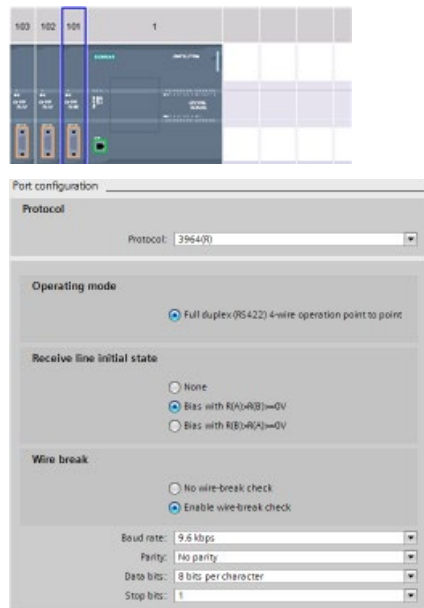 103 102 101 1
SIEMENS
Port configuration
Protocol
Protocol: 3964(R)
Operating mode
Full duplex (RS422) 4-wire operation point to point
Receive line initial state
None
Bias with R(A)>R(B)>=0V
Bias with R(B)>R(A)>=0V
Wire break
No wire-break check
Enable wire-break check
Baud rate: 9.6 kbps
Parity: No parity
Data bits: 8 bits per character
Stop bits: 1